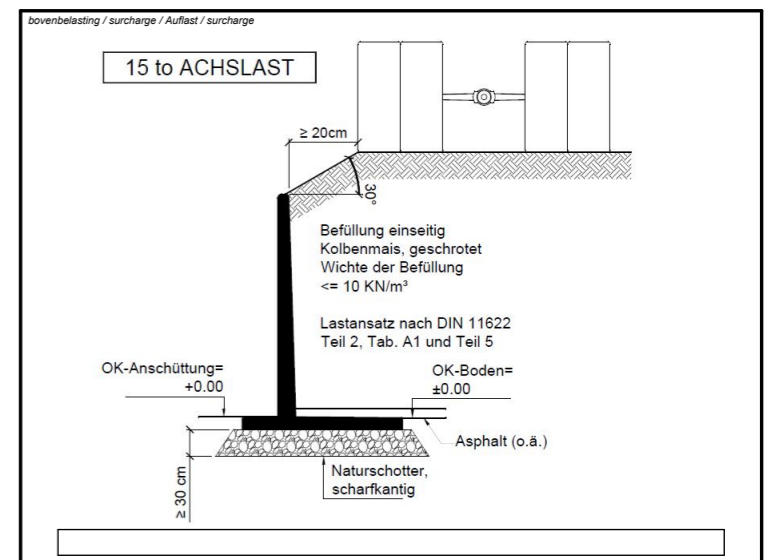 bovenbelasting / surcharge / Auflast / surcharge
15 to ACHSLAST
≥ 20cm
30°
Befüllung einseitig
Kolbenmais, geschrotet
Wichte der Befüllung
<= 10 KN/m³
Lastansatz nach DIN 11622
Teil 2, Tab. A1 und Teil 5
OK-Anschüttung=
+0.00
OK-Boden=
±0.00
Asphalt (o.ä.)
Naturschotter,
scharfkantig
≥ 30 cm